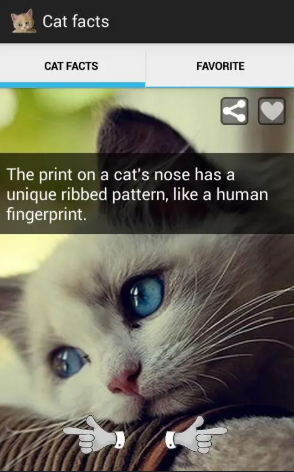 Cat facts
CAT FACTS
FAVORITE
The print on a cat's nose has a
unique ribbed pattern, like a human
fingerprint.